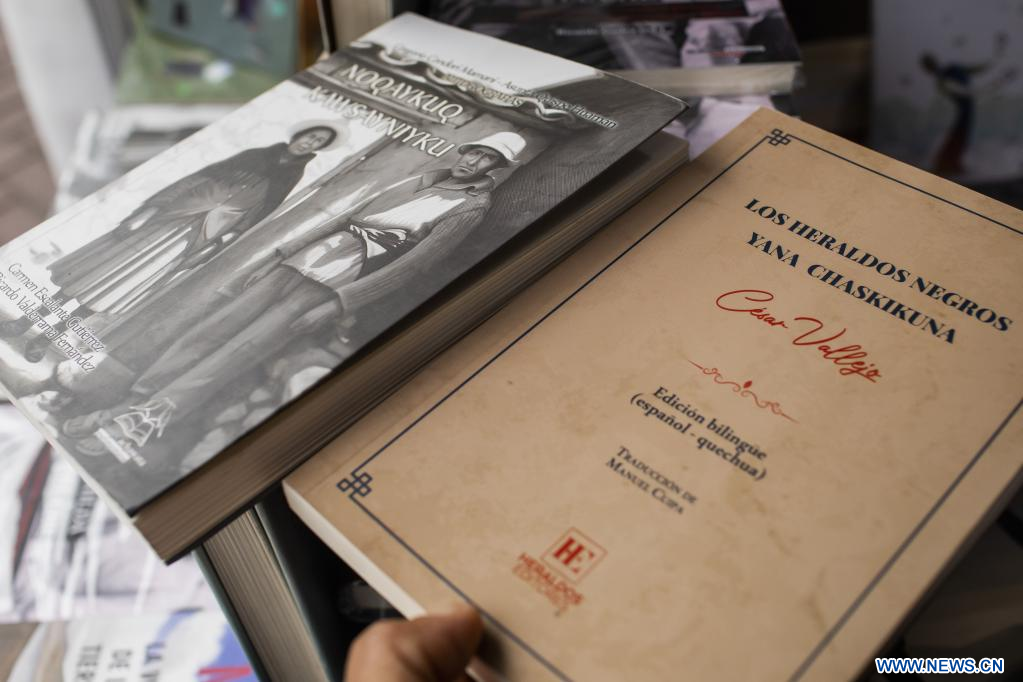 NOQAYKUQ
KAWSAYNIYKU
Carmen Escalante Gutiérrez
Ricardo Valderrama Fernandez
LOS HERALDOS NEGROS
YANA CHASKIKUNA
César Vallejo
Edición bilingüe
(español - quechua)
TRADUCCIÓN DE
MANUEL CUIPA
HE
HERALDOS
EDITORES
WWW.NEWS.CN